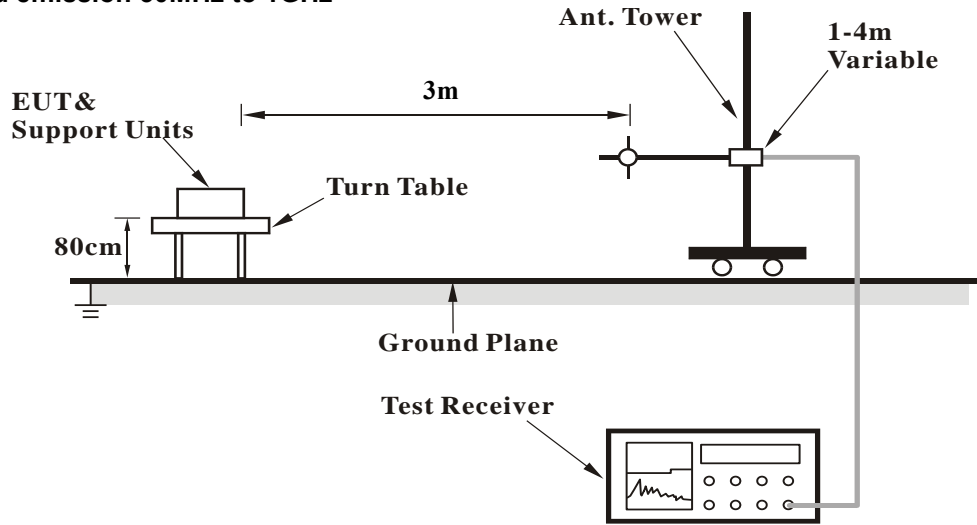 Ant. Tower
1-4m
Variable
3m
EUT&
Support Units
Turn Table
80cm
Ground Plane
Test Receiver